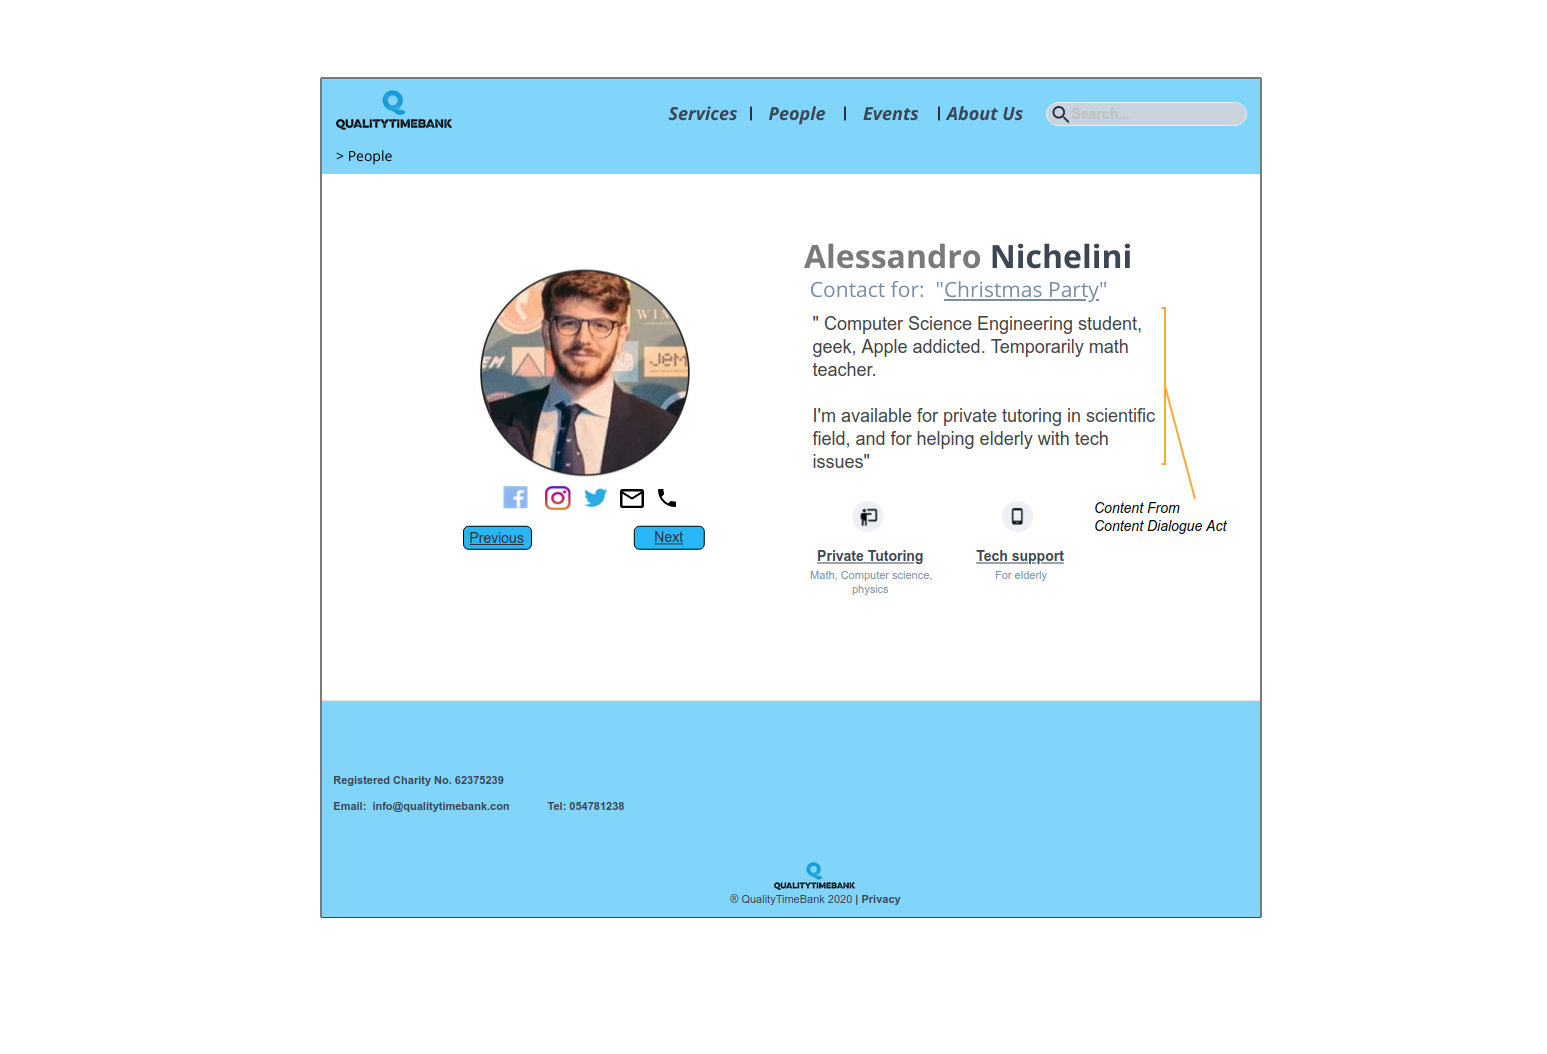 QUALITYTIMEBANK
Services | People | Events | About Us
Search...
> People
Alessandro Nichelini
Contact for: "Christmas Party"
" Computer Science Engineering student,
geek, Apple addicted. Temporarily math
teacher.
I'm available for private tutoring in scientific
field, and for helping elderly with tech
issues"
WIN
EM
JEM
Previous
Next
Content From
Content Dialogue Act
Private Tutoring
Math, Computer science,
physics
Tech support
For elderly
Registered Charity No. 62375239
Email: info@qualitytimebank.con
Tel: 054781238
QUALITYTIMEBANK
® QualityTimeBank 2020 | Privacy